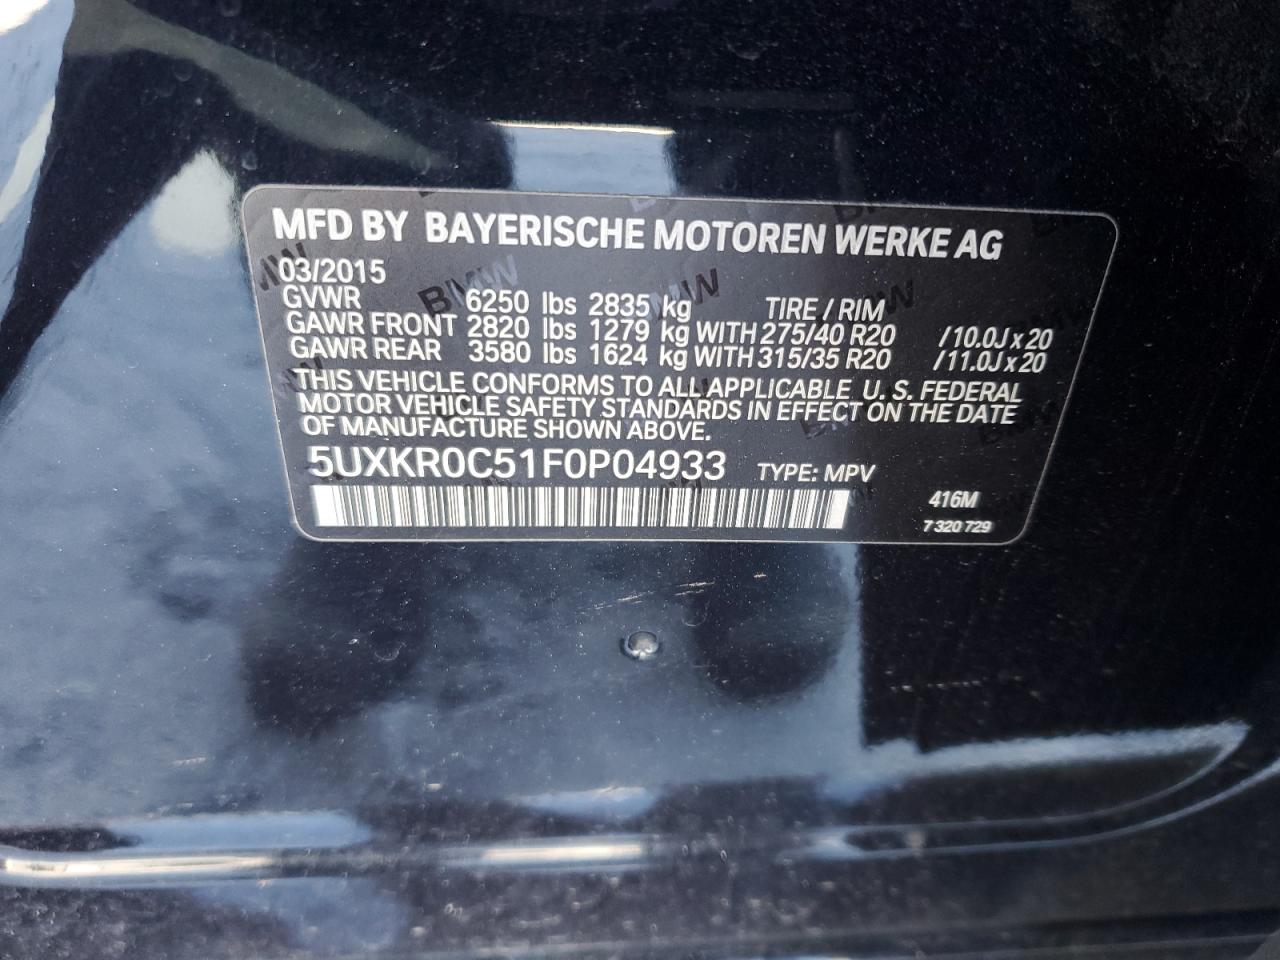 MFD BY BAYERISCHE MOTOREN WERKE AG
03/2015
GVWR 6250 lbs 2835 kg TIRE / RIM
GAWR FRONT 2820 lbs 1279 kg WITH 275/40 R20 /10.0J x 20
GAWR REAR 3580 lbs 1624 kg WITH 315/35 R20 /11.0J x 20
THIS VEHICLE CONFORMS TO ALL APPLICABLE U. S. FEDERAL
MOTOR VEHICLE SAFETY STANDARDS IN EFFECT ON THE DATE
OF MANUFACTURE SHOWN ABOVE.
5UXKR0C51F0P04933 TYPE: MPV
416M
7 320 729